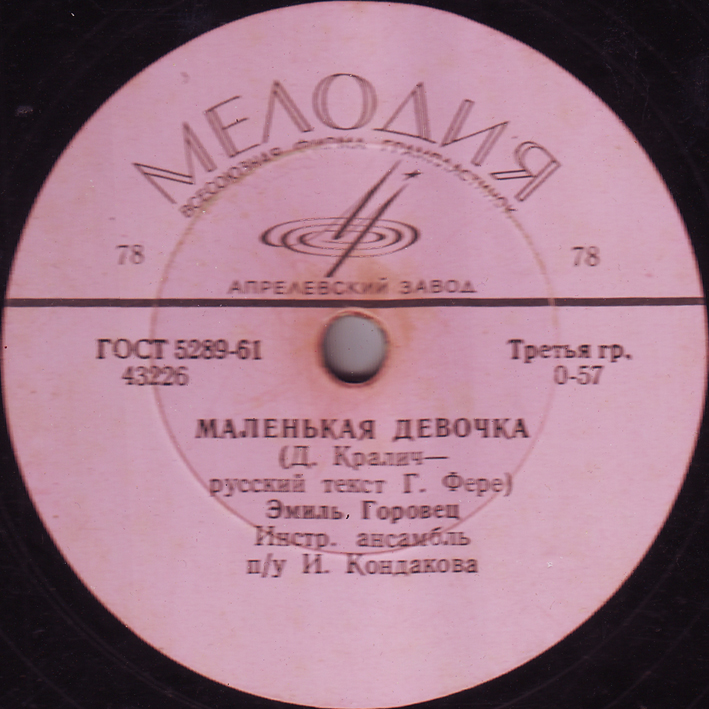 МЕЛОДИЯ
ВСЕСОЮЗНАЯ ФИРМА ГРАМПЛАСТИНОК
78 78
АПРЕЛЕВСКИЙ ЗАВОД
ГОСТ 5289-61 Третья гр.
43226 0-57
МАЛЕНЬКАЯ ДЕВОЧКА
(Д. Кралич—
русский текст Г. Фере)
Эмиль Горовец
Инстр. ансамбль
п/у И. Кондакова